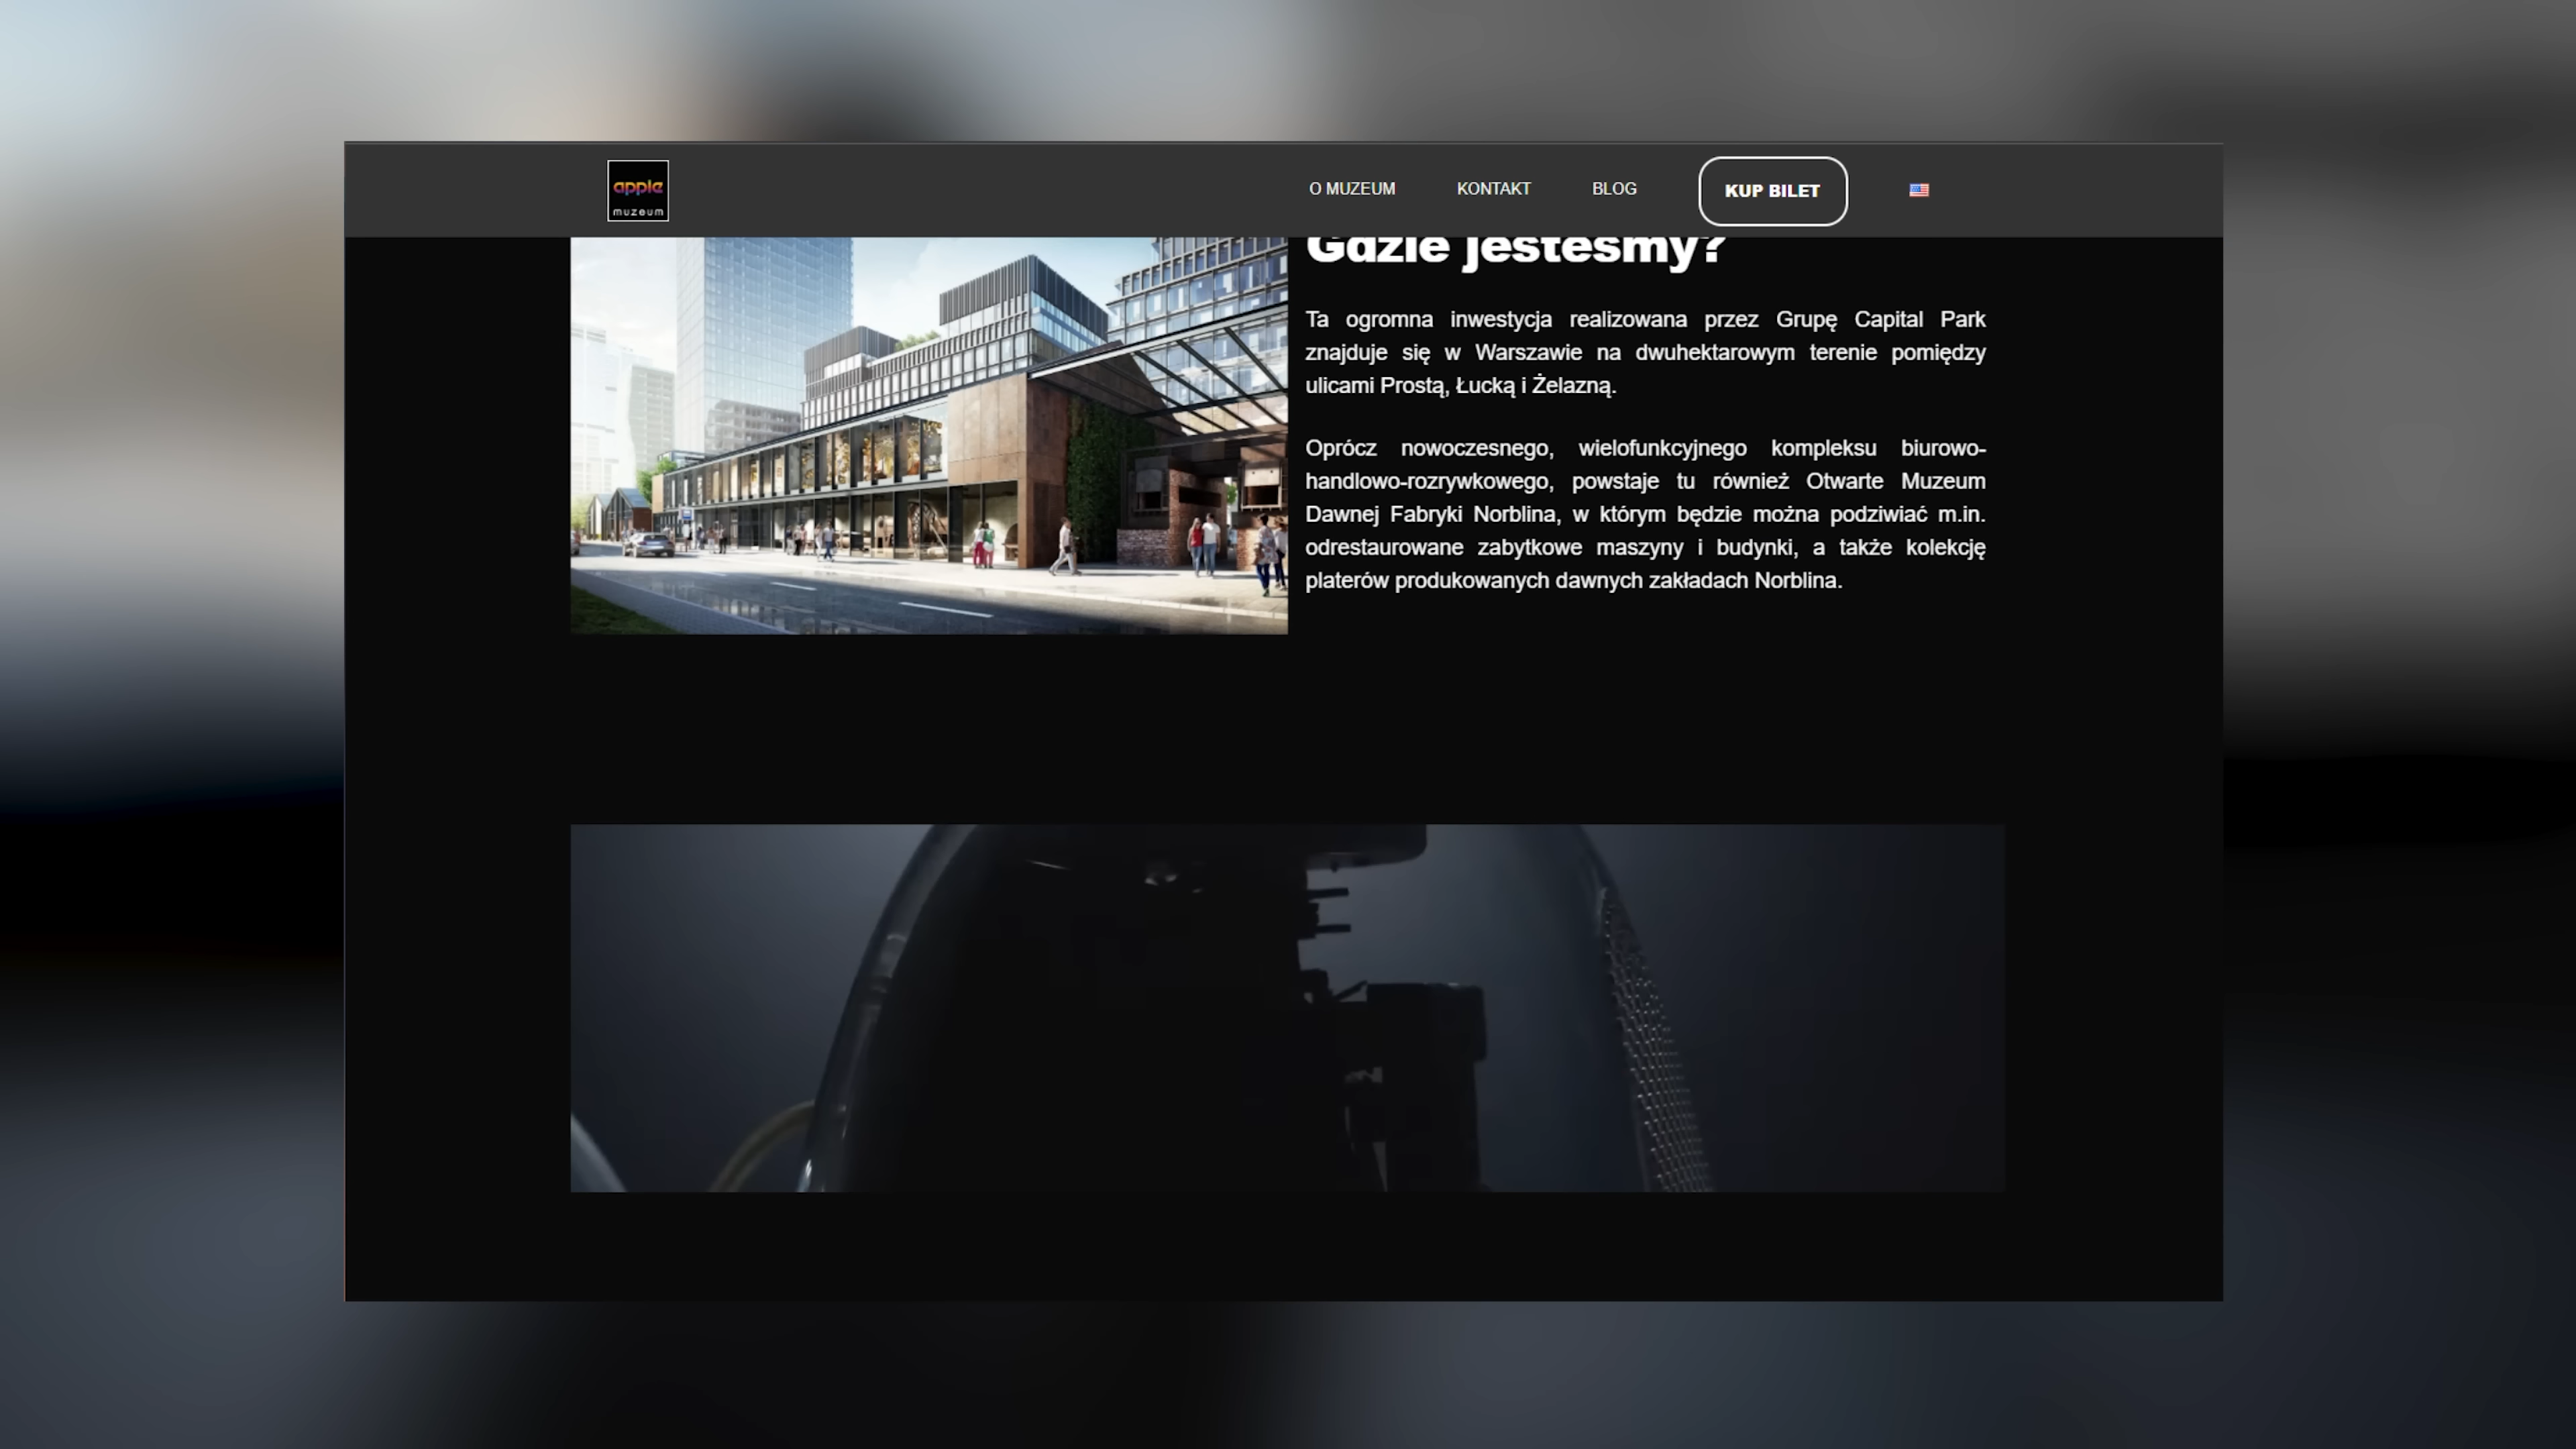 apple
muzeum
O MUZEUM
KONTAKT
BLOG
KUP BILET
Gdzie jesteśmy?
Ta ogromna inwestycja realizowana przez Grupę Capital Park
znajduje się w Warszawie na dwuhektarowym terenie pomiędzy
ulicami Prostą, Łucką i Żelazną.
Oprócz nowoczesnego, wielofunkcyjnego kompleksu biurowo-
handlowo-rozrywkowego, powstaje tu również Otwarte Muzeum
Dawnej Fabryki Norblina, w którym będzie można podziwiać m.in.
odrestaurowane zabytkowe maszyny i budynki, a także kolekcję
platerów produkowanych dawnych zakładach Norblina.